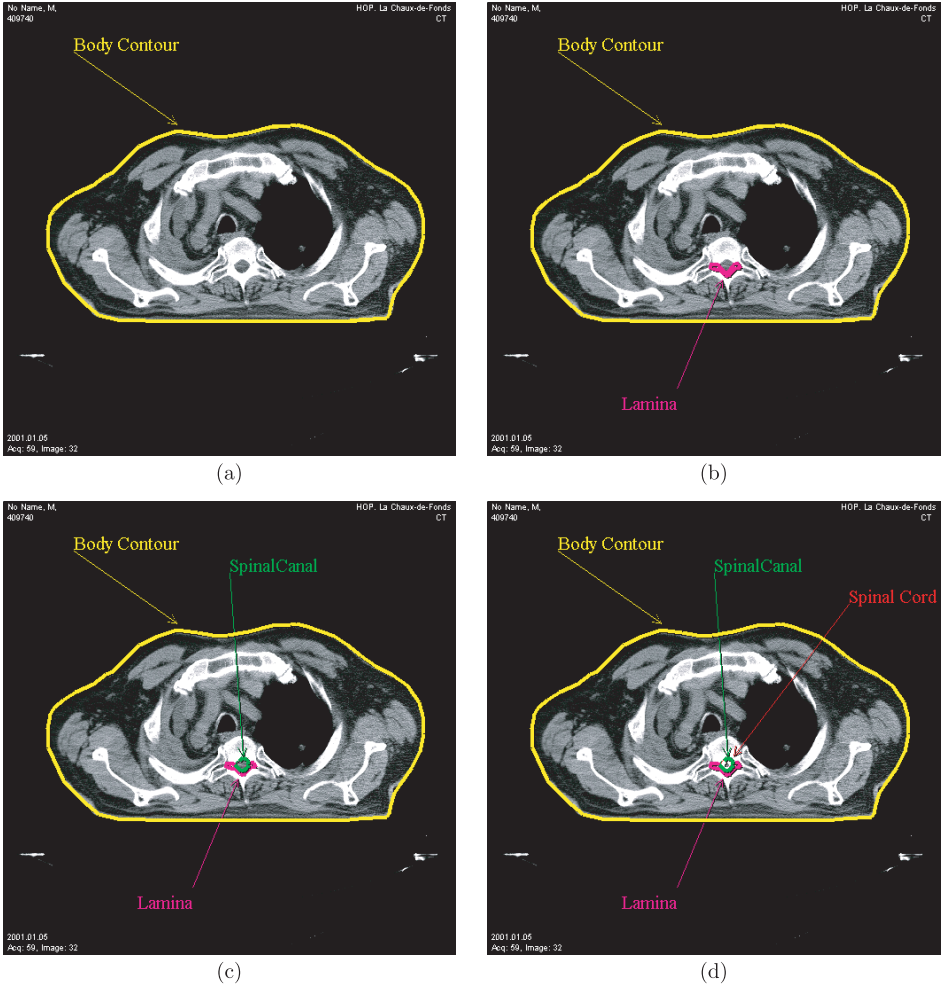 No Name, M,
409740
HOP. La Chaux-de-Fonds
CT
Body Contour
2001.01.05
Acq: 59, Image: 32
(a)
No Name, M,
409740
HOP. La Chaux-de-Fonds
CT
Body Contour
Lamina
2001.01.05
Acq: 59, Image: 32
(b)
No Name, M,
409740
HOP. La Chaux-de-Fonds
CT
Body Contour
SpinalCanal
Lamina
2001.01.05
Acq: 59, Image: 32
(c)
No Name, M,
409740
HOP. La Chaux-de-Fonds
CT
Body Contour
SpinalCanal
Spinal Cord
Lamina
2001.01.05
Acq: 59, Image: 32
(d)